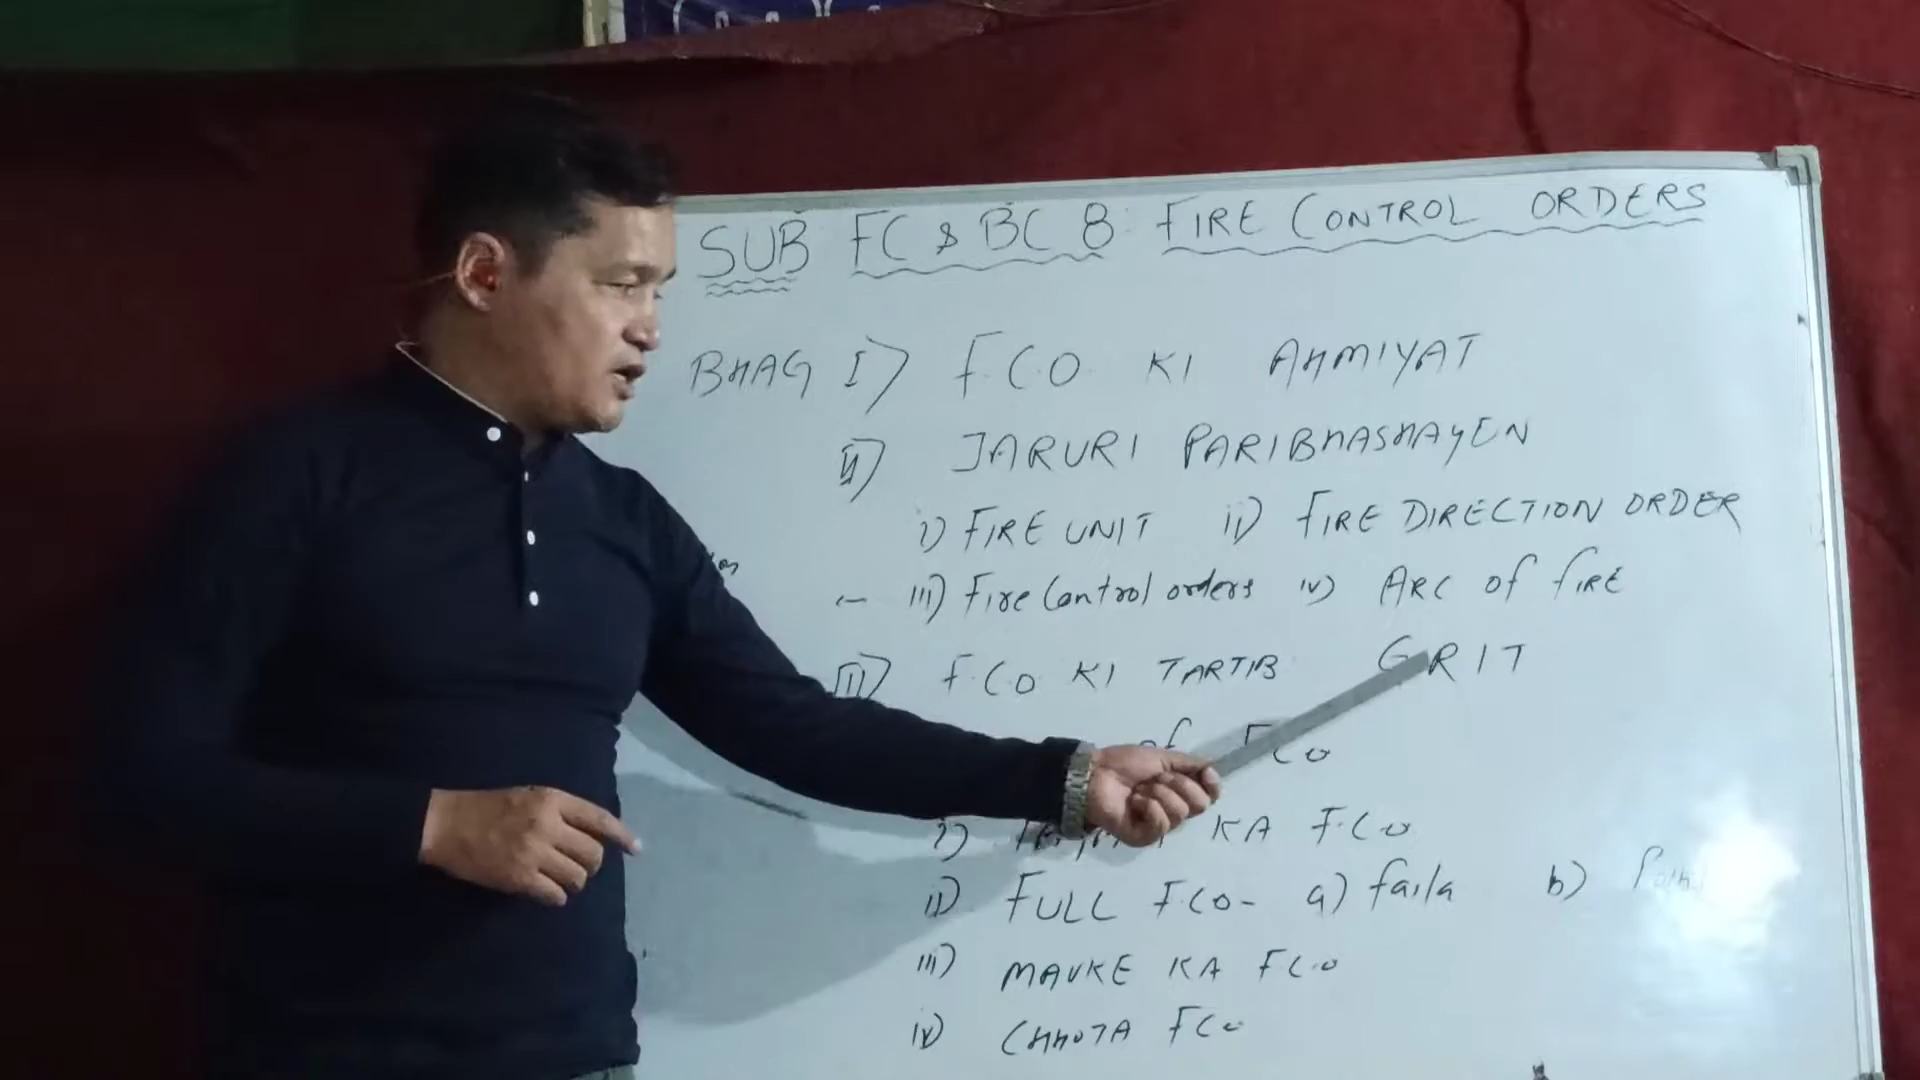 SUB FC & BC 8: FIRE CONTROL ORDERS
BHAG I) F.C.O KI AHMIYAT
II) JARURI PARIBHASHAYEN
i) FIRE UNIT ii) FIRE DIRECTION ORDER
iii) Fire Control orders iv) ARC of fiRE
III) F.C.O KI TARTIB GRIT
of FCO
i) KA F.C.O
ii) FULL F.C.O- a) faila b)
iii) MAUKE KA F.C.O
iv) CHHOTA FCO